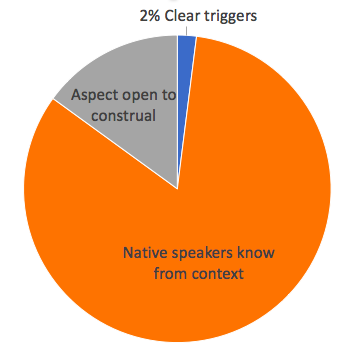 2% Clear triggers
Aspect open to
construal
Native speakers know
from context